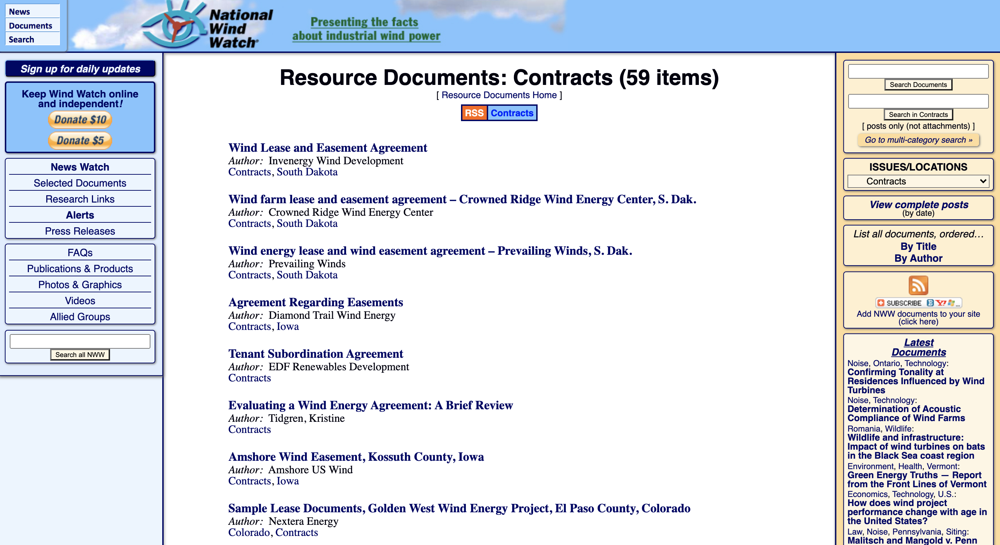 News
Documents
Search
National
Wind
Watch®
Presenting the facts
about industrial wind power
Sign up for daily updates
Keep Wind Watch online
and independent!
Donate $10
Donate $5
News Watch
Selected Documents
Research Links
Alerts
Press Releases
FAQs
Publications & Products
Photos & Graphics
Videos
Allied Groups
Search all NWW
Resource Documents: Contracts (59 items)
[ Resource Documents Home ]
RSS Contracts
Wind Lease and Easement Agreement
Author: Invenergy Wind Development
Contracts, South Dakota
Wind farm lease and easement agreement – Crowned Ridge Wind Energy Center, S. Dak.
Author: Crowned Ridge Wind Energy Center
Contracts, South Dakota
Wind energy lease and wind easement agreement – Prevailing Winds, S. Dak.
Author: Prevailing Winds
Contracts, South Dakota
Agreement Regarding Easements
Author: Diamond Trail Wind Energy
Contracts, Iowa
Tenant Subordination Agreement
Author: EDF Renewables Development
Contracts
Evaluating a Wind Energy Agreement: A Brief Review
Author: Tidgren, Kristine
Contracts
Amshore Wind Easement, Kossuth County, Iowa
Author: Amshore US Wind
Contracts, Iowa
Sample Lease Documents, Golden West Wind Energy Project, El Paso County, Colorado
Author: Nextera Energy
Colorado, Contracts
Search Documents
Search in Contracts
[ posts only (not attachments) ]
Go to multi-category search »
ISSUES/LOCATIONS
Contracts
View complete posts
(by date)
List all documents, ordered…
By Title
By Author
SUBSCRIBE B Y! ...
Add NWW documents to your site
(click here)
Latest
Documents
Noise, Ontario, Technology:
Confirming Tonality at
Residences Influenced by Wind
Turbines
Noise, Technology:
Determination of Acoustic
Compliance of Wind Farms
Romania, Wildlife:
Wildlife and infrastructure:
Impact of wind turbines on bats
in the Black Sea coast region
Environment, Health, Vermont:
Green Energy Truths — Report
from the Front Lines of Vermont
Economics, Technology, U.S.:
How does wind project
performance change with age in
the United States?
Law, Noise, Pennsylvania, Siting:
Malitsch and Mangold v. Penn